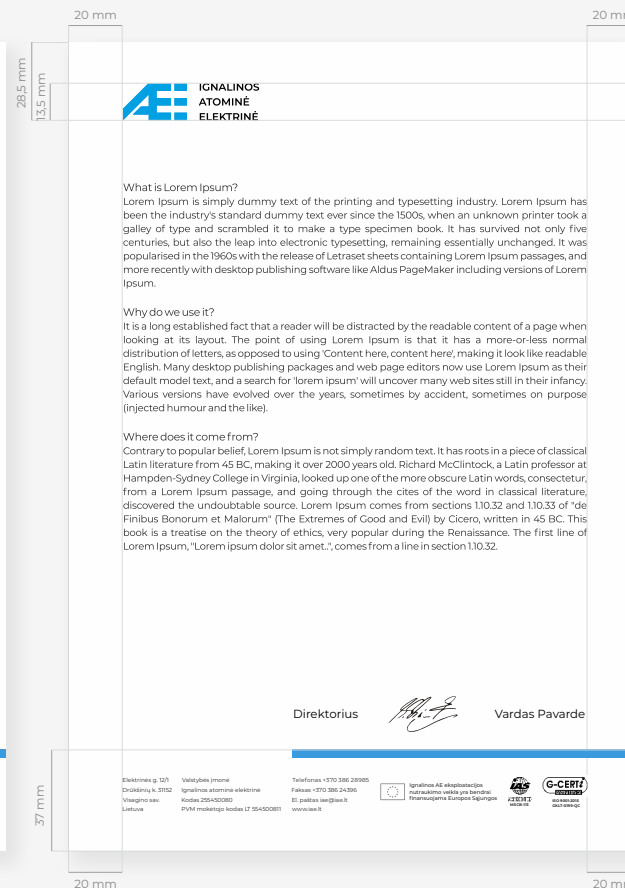 20 mm
20 mm
28,5 mm
13,5 mm
IGNALINOS
ATOMINĖ
ELEKTRINĖ
What is Lorem Ipsum?
Lorem Ipsum is simply dummy text of the printing and typesetting industry. Lorem Ipsum has
been the industry's standard dummy text ever since the 1500s, when an unknown printer took a
galley of type and scrambled it to make a type specimen book. It has survived not only five
centuries, but also the leap into electronic typesetting, remaining essentially unchanged. It was
popularised in the 1960s with the release of Letraset sheets containing Lorem Ipsum passages, and
more recently with desktop publishing software like Aldus PageMaker including versions of Lorem
Ipsum.
Why do we use it?
It is a long established fact that a reader will be distracted by the readable content of a page when
looking at its layout. The point of using Lorem Ipsum is that it has a more-or-less normal
distribution of letters, as opposed to using 'Content here, content here', making it look like readable
English. Many desktop publishing packages and web page editors now use Lorem Ipsum as their
default model text, and a search for 'lorem ipsum' will uncover many web sites still in their infancy.
Various versions have evolved over the years, sometimes by accident, sometimes on purpose
(injected humour and the like).
Where does it come from?
Contrary to popular belief, Lorem Ipsum is not simply random text. It has roots in a piece of classical
Latin literature from 45 BC, making it over 2000 years old. Richard McClintock, a Latin professor at
Hampden-Sydney College in Virginia, looked up one of the more obscure Latin words, consectetur,
from a Lorem Ipsum passage, and going through the cites of the word in classical literature,
discovered the undoubtable source. Lorem Ipsum comes from sections 1.10.32 and 1.10.33 of "de
Finibus Bonorum et Malorum" (The Extremes of Good and Evil) by Cicero, written in 45 BC. This
book is a treatise on the theory of ethics, very popular during the Renaissance. The first line of
Lorem Ipsum, "Lorem ipsum dolor sit amet..", comes from a line in section 1.10.32.
Direktorius Vardas Pavarde
37 mm
Elektrinės g. 12/1
Drūkšinių k. 31152
Visagino sav.
Lietuva
Valstybės įmonė
Ignalinos atominė elektrinė
Kodas 255450080
PVM mokėtojo kodas LT 554500811
Telefonas +370 386 28985
Faksas +370 386 24396
El. paštas iae@iae.lt
www.iae.lt
Ignalinos AE eksploatacijos
nutraukimo veikla yra bendrai
finansuojama Europos Sąjungos
IAS
G-CERTi
20 mm
20 mm